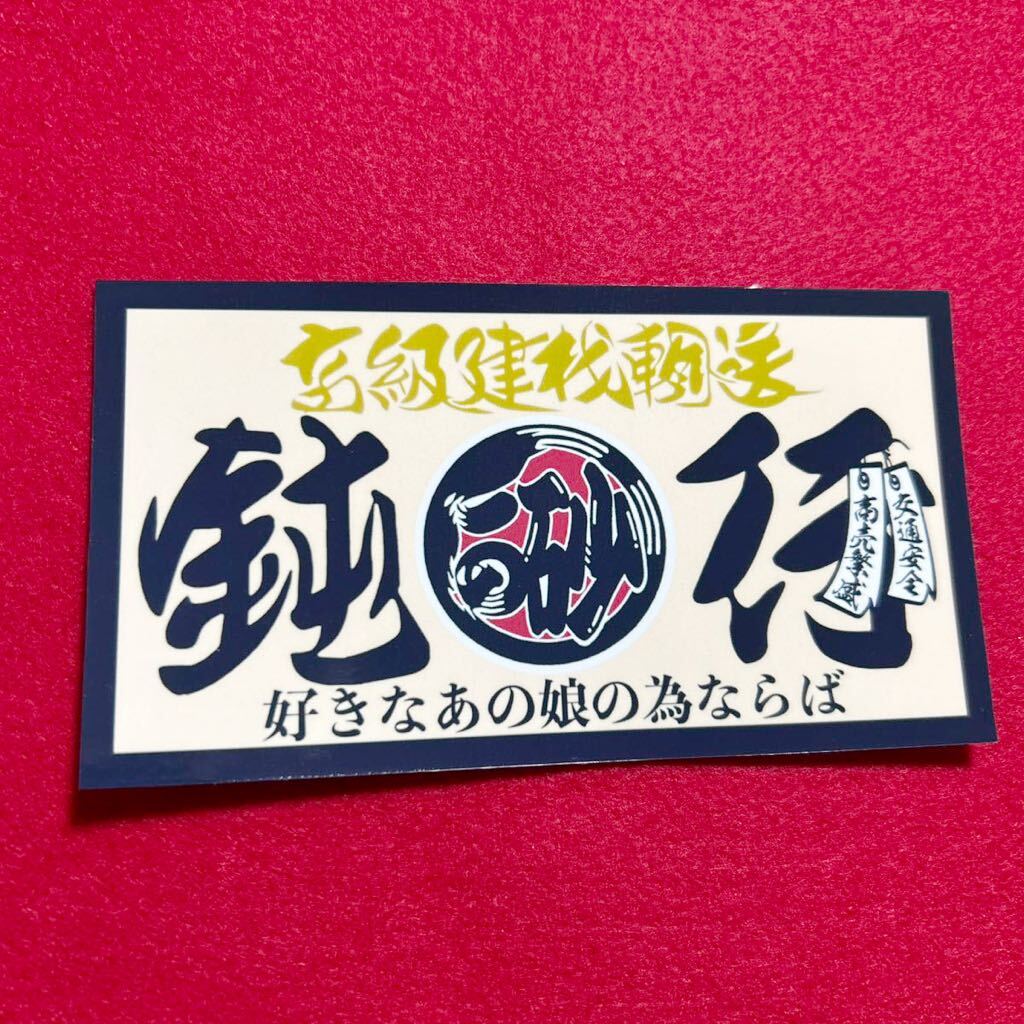 高級建材輸送
鈍行
好きなあの娘の為ならば
商売繁盛
交通安全